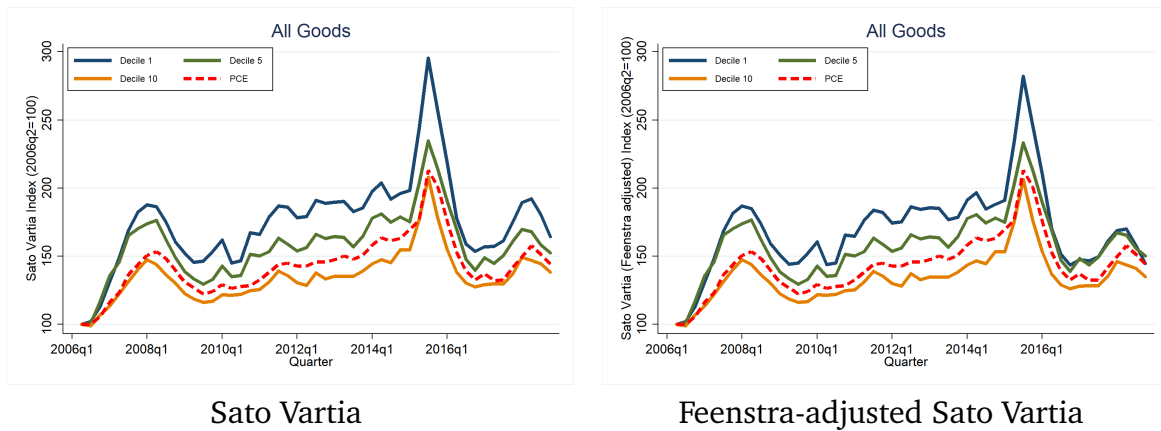 All Goods
Sato Vartia Index (2006q2=100)
300
250
200
150
100
Decile 1
Decile 5
Decile 10
PCE
2006q1 2008q1 2010q1 2012q1 2014q1 2016q1
Quarter
Sato Vartia
All Goods
Sato Vartia (Feenstra adjusted) Index (2006q2=100)
300
250
200
150
100
Decile 1
Decile 5
Decile 10
PCE
2006q1 2008q1 2010q1 2012q1 2014q1 2016q1
Quarter
Feenstra-adjusted Sato Vartia